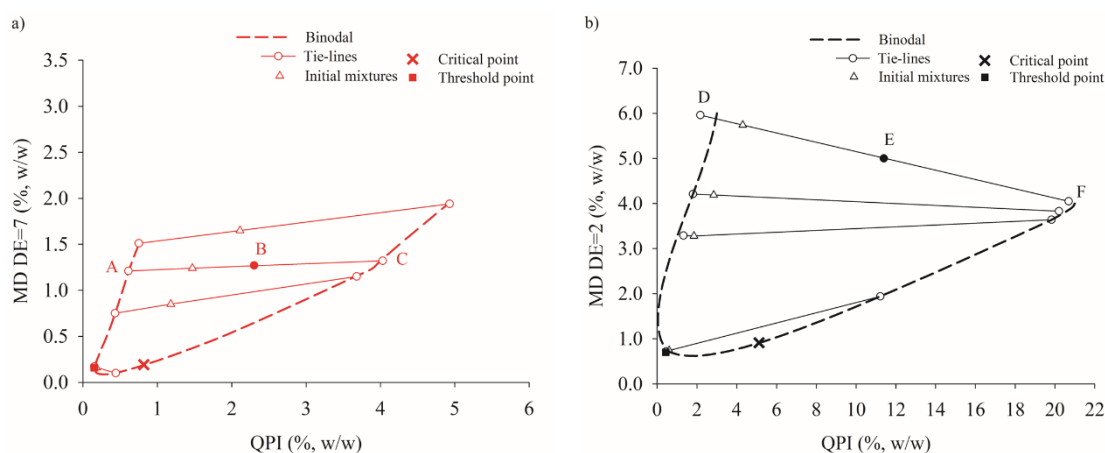 a)
Binodal
Tie-lines
Critical point
Initial mixtures
Threshold point
3.5
3.0
2.5
2.0
1.5
1.0
0.5
0.0
MD DE=7 (%, w/w)
A
B
C
0 1 2 3 4 5 6
QPI (%, w/w)
b)
Binodal
Tie-lines
Critical point
Initial mixtures
Threshold point
7.0
6.0
5.0
4.0
3.0
2.0
1.0
0.0
MD DE=2 (%, w/w)
D
E
F
0 2 4 6 8 10 12 14 16 18 20 22
QPI (%, w/w)